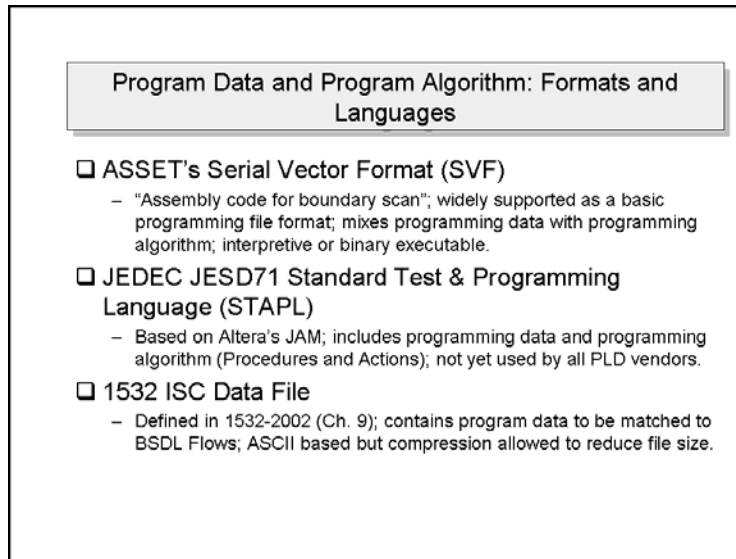 Program Data and Program Algorithm: Formats and
Languages
❑ ASSET's Serial Vector Format (SVF)
– “Assembly code for boundary scan”; widely supported as a basic
programming file format; mixes programming data with programming
algorithm; interpretive or binary executable.
❑ JEDEC JESD71 Standard Test & Programming
Language (STAPL)
– Based on Altera's JAM; includes programming data and programming
algorithm (Procedures and Actions); not yet used by all PLD vendors.
❑ 1532 ISC Data File
– Defined in 1532-2002 (Ch. 9); contains program data to be matched to
BSDL Flows; ASCII based but compression allowed to reduce file size.